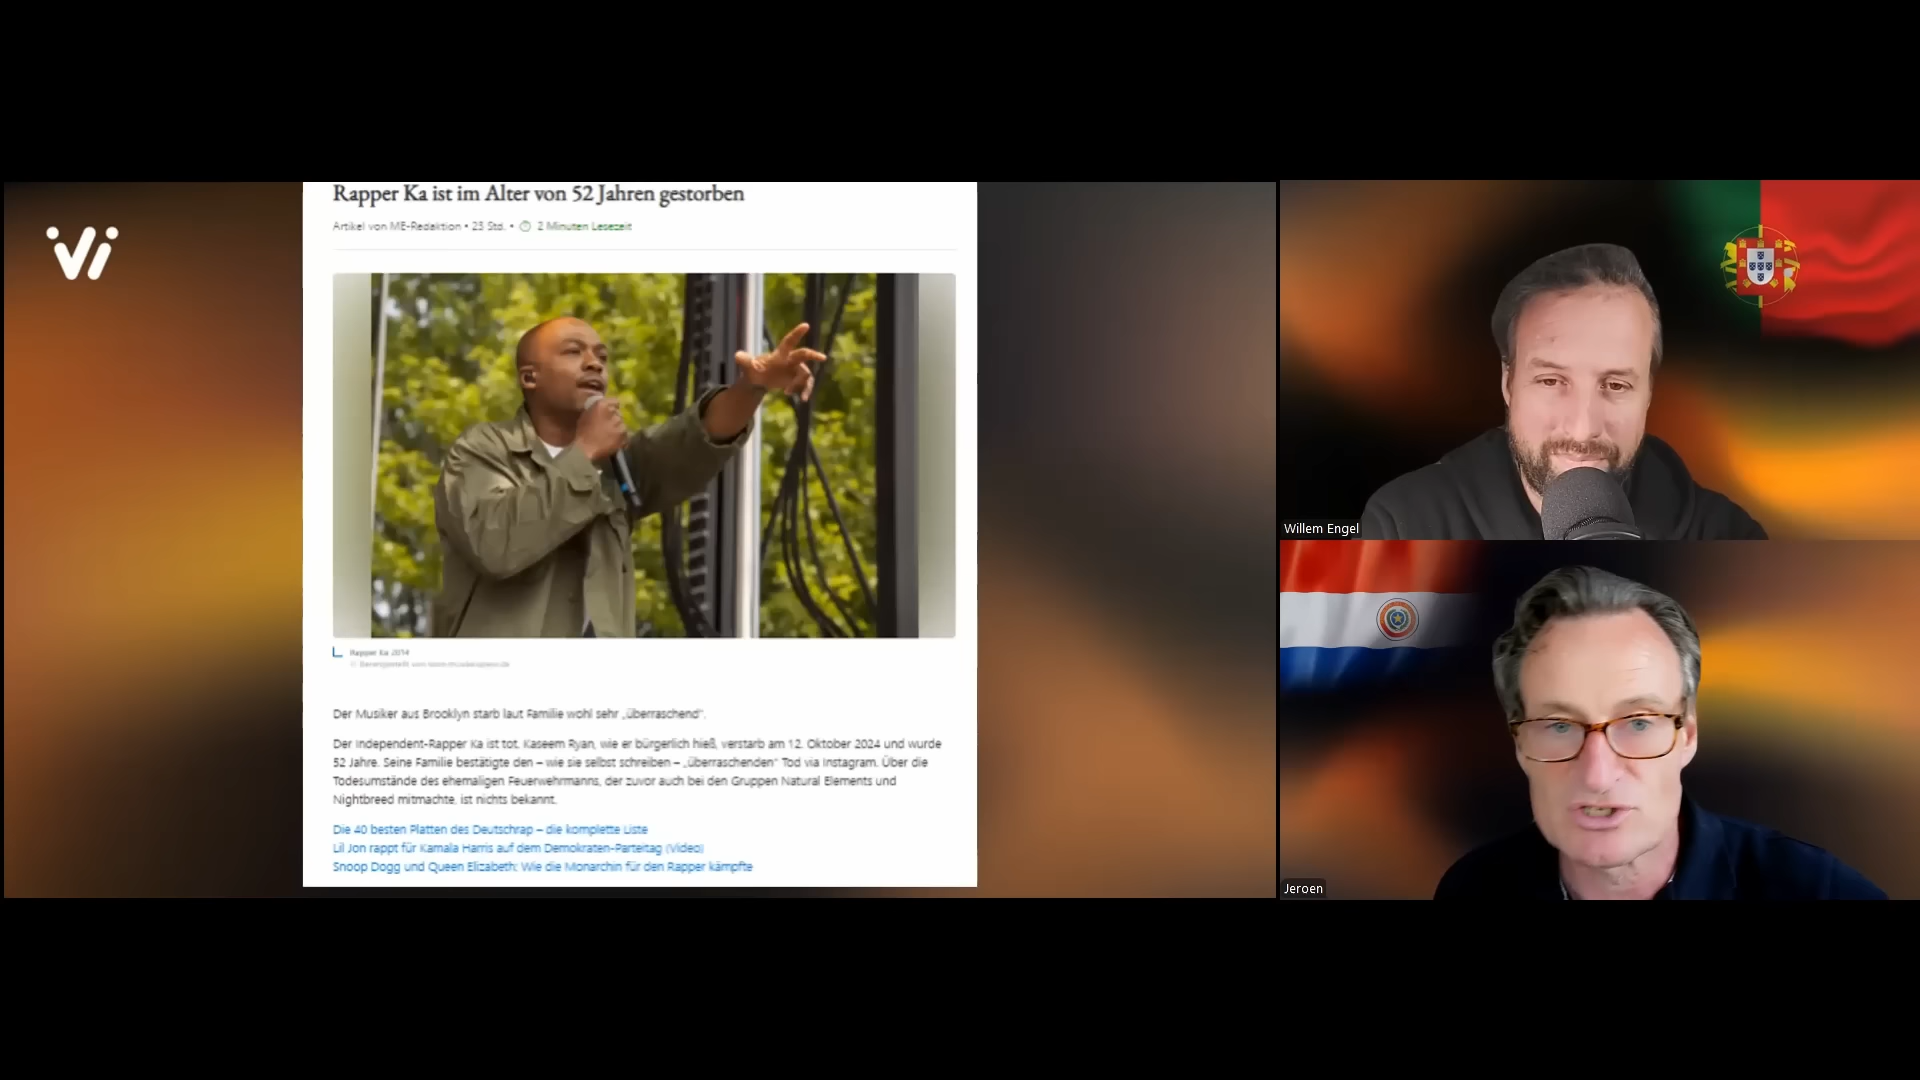 Rapper Ka ist im Alter von 52 Jahren gestorben
Artikel von ME-Redaktion • 23 Std. • 2 Minuten Lesezeit
Rapper Ka 2014
Der Musiker aus Brooklyn starb laut Familie wohl sehr „überraschend“.
Der Independent-Rapper Ka ist tot. Kaseem Ryan, wie er bürgerlich hieß, verstarb am 12. Oktober 2024 und wurde
52 Jahre. Seine Familie bestätigte den – wie sie selbst schreiben – „überraschenden“ Tod via Instagram. Über die
Todesumstände des ehemaligen Feuerwehrmanns, der zuvor auch bei den Gruppen Natural Elements und
Nightbreed mitmachte, ist nichts bekannt.
Die 40 besten Platten des Deutschrap – die komplette Liste
Lil Jon rappt für Kamala Harris auf dem Demokraten-Parteitag (Video)
Snoop Dogg und Queen Elizabeth: Wie die Monarchin für den Rapper kämpfte
Willem Engel
Jeroen